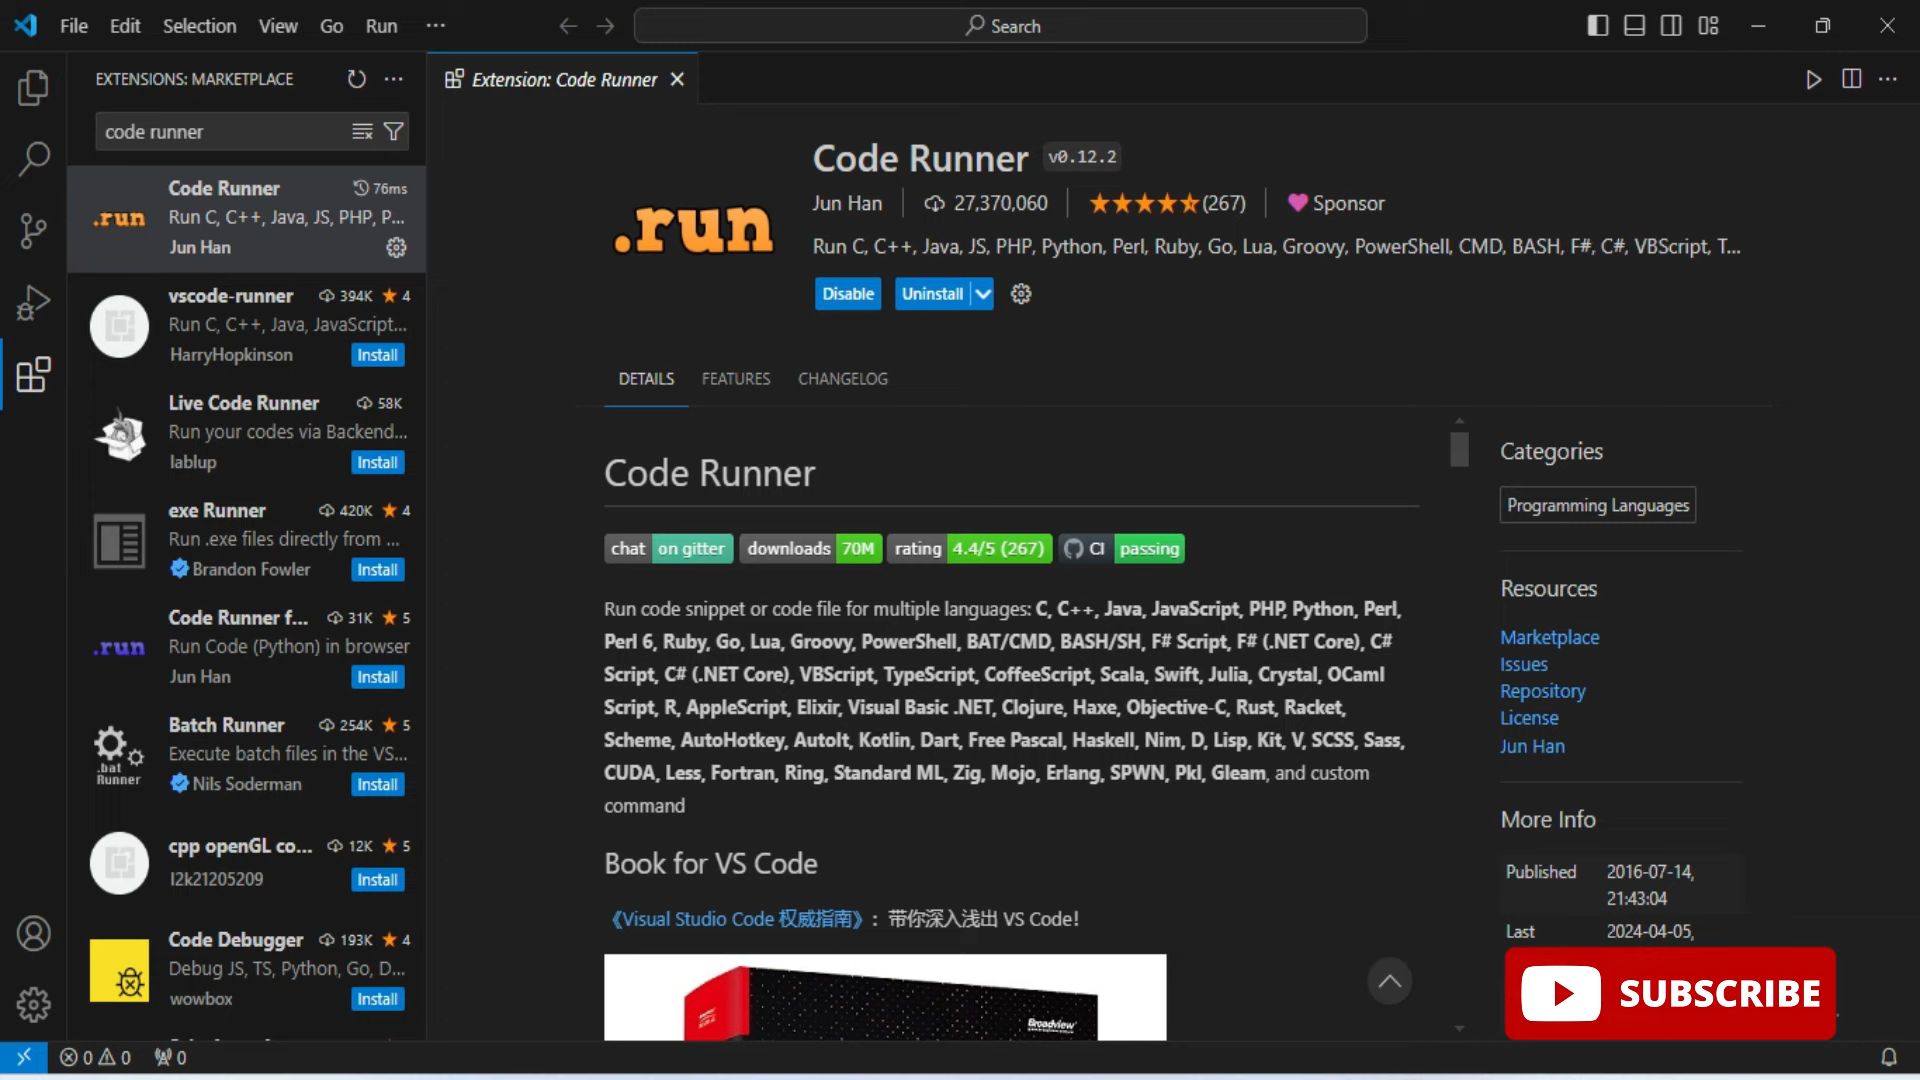 File Edit Selection View Go Run ···
Search
EXTENSIONS: MARKETPLACE
code runner
Code Runner 76ms
.run
Run C, C++, Java, JS, PHP, P...
Jun Han
vscode-runner 394K ★ 4
Run C, C++, Java, JavaScript...
HarryHopkinson Install
Live Code Runner 58K
Run your codes via Backend...
lablup Install
exe Runner 420K ★ 4
Run .exe files directly from ...
Brandon Fowler Install
Code Runner f... 31K ★ 5
.run
Run Code (Python) in browser
Jun Han Install
Batch Runner 254K ★ 5
Execute batch files in the VS...
.bat
Runner
Nils Soderman Install
cpp openGL co... 12K ★ 5
l2k21205209 Install
Code Debugger 193K ★ 4
Debug JS, TS, Python, Go, D...
wowbox Install
Extension: Code Runner
.run
Code Runner v0.12.2
Jun Han 27,370,060 ★★★★★(267) Sponsor
Run C, C++, Java, JS, PHP, Python, Perl, Ruby, Go, Lua, Groovy, PowerShell, CMD, BASH, F#, C#, VBScript, T...
Disable Uninstall
DETAILS FEATURES CHANGELOG
Code Runner
chat on gitter downloads 70M rating 4.4/5 (267) CI passing
Run code snippet or code file for multiple languages: C, C++, Java, JavaScript, PHP, Python, Perl,
Perl 6, Ruby, Go, Lua, Groovy, PowerShell, BAT/CMD, BASH/SH, F# Script, F# (.NET Core), C#
Script, C# (.NET Core), VBScript, TypeScript, CoffeeScript, Scala, Swift, Julia, Crystal, OCaml
Script, R, AppleScript, Elixir, Visual Basic .NET, Clojure, Haxe, Objective-C, Rust, Racket,
Scheme, AutoHotkey, AutoIt, Kotlin, Dart, Free Pascal, Haskell, Nim, D, Lisp, Kit, V, SCSS, Sass,
CUDA, Less, Fortran, Ring, Standard ML, Zig, Mojo, Erlang, SPWN, Pkl, Gleam, and custom
command
Book for VS Code
《Visual Studio Code 权威指南》：带你深入浅出 VS Code!
Broadview
Categories
Programming Languages
Resources
Marketplace
Issues
Repository
License
Jun Han
More Info
Published 2016-07-14,
21:43:04
Last 2024-04-05,
SUBSCRIBE
0 0 0